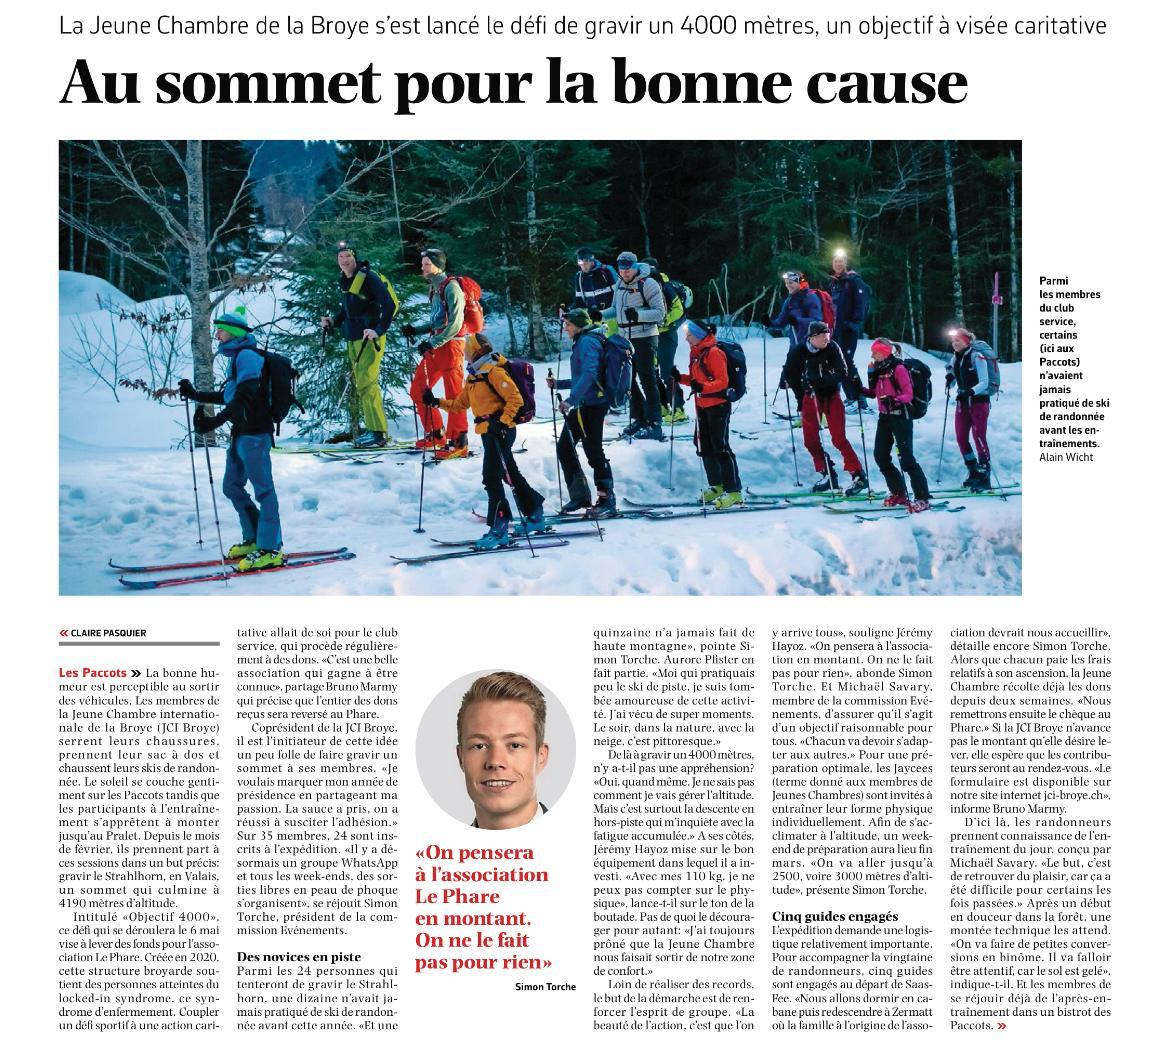 La Jeune Chambre de la Broye s’est lancé le défi de gravir un 4000 mètres, un objectif à visée caritative
Au sommet pour la bonne cause
Parmi
les membres
du club
service,
certains
(ici aux
Paccots)
n’avaient
jamais
pratiqué de ski
de randonnée
avant les en-
traînements.
Alain Wicht
« CLAIRE PASQUIER
Les Paccots » La bonne hu-
meur est perceptible au sortir
des véhicules. Les membres de
la Jeune Chambre internatio-
nale de la Broye (JCI Broye)
serrent leurs chaussures,
prennent leur sac à dos et
chaussent leurs skis de randon-
née. Le soleil se couche genti-
ment sur les Paccots tandis que
les participants à l’entraîne-
ment s’apprêtent à monter
jusqu’au Pralet. Depuis le mois
de février, ils prennent part à
ces sessions dans un but précis:
gravir le Strahlhorn, en Valais,
un sommet qui culmine à
4190 mètres d’altitude.
Intitulé «Objectif 4000»,
ce défi qui se déroulera le 6 mai
vise à lever des fonds pour l’asso-
ciation Le Phare. Créée en 2020,
cette structure broyarde sou-
tient des personnes atteintes du
locked-in syndrome, ce syn-
drome d’enfermement. Coupler
un défi sportif à une action cari-
tative allait de soi pour le club
service, qui procède régulière-
ment à des dons. «C’est une belle
association qui gagne à être
connue», partage Bruno Marmy
qui précise que l’entier des dons
reçus sera reversé au Phare.
Coprésident de la JCI Broye,
il est l’initiateur de cette idée
un peu folle de faire gravir un
sommet à ses membres. «Je
voulais marquer mon année de
présidence en partageant ma
passion. La sauce a pris, on a
réussi à susciter l’adhésion.»
Sur 35 membres, 24 sont ins-
crits à l’expédition. «Il y a dé-
sormais un groupe WhatsApp
et tous les week-ends, des sor-
ties libres en peau de phoque
s’organisent», se réjouit Simon
Torche, président de la com-
mission Evénements.
Des novices en piste
Parmi les 24 personnes qui
tenteront de gravir le Strahl-
horn, une dizaine n’avait ja-
mais pratiqué de ski de randon-
née avant cette année. «Et une
«On pensera
à l’association
Le Phare
en montant.
On ne le fait
pas pour rien»
Simon Torche
quinzaine n’a jamais fait de
haute montagne», pointe Si-
mon Torche. Aurore Pfister en
fait partie. «Moi qui pratiquais
peu le ski de piste, je suis tom-
bée amoureuse de cette activi-
té. J’ai vécu de super moments.
Le soir, dans la nature, avec la
neige, c’est pittoresque.»
De là à gravir un 4000 mètres,
n’y a-t-il pas une appréhension?
«Oui, quand même. Je ne sais pas
comment je vais gérer l’altitude.
Mais c’est surtout la descente en
hors-piste qui m’inquiète avec la
fatigue accumulée.» A ses côtés,
Jérémy Hayoz mise sur le bon
équipement dans lequel il a in-
vesti. «Avec mes 110 kg, je ne
peux pas compter sur le phy-
sique», lance-t-il sur le ton de la
boutade. Pas de quoi le découra-
ger pour autant: «J’ai toujours
prôné que la Jeune Chambre
nous faisait sortir de notre zone
de confort.»
Loin de réaliser des records,
le but de la démarche est de ren-
forcer l’esprit de groupe. «La
beauté de l’action, c’est que l’on
y arrive tous», souligne Jérémy
Hayoz. «On pensera à l’associa-
tion en montant. On ne le fait
pas pour rien», abonde Simon
Torche. Et Michaël Savary,
membre de la commission Evé-
nements, d’assurer qu’il s’agit
d’un objectif raisonnable pour
tous. «Chacun va devoir s’adap-
ter aux autres.» Pour une pré-
paration optimale, les Jaycees
(terme donné aux membres de
Jeunes Chambres) sont invités à
entraîner leur forme physique
individuellement. Afin de s’ac-
climater à l’altitude, un week-
end de préparation aura lieu fin
mars. «On va aller jusqu’à
2500, voire 3000 mètres d’alti-
tude», présente Simon Torche.
Cinq guides engagés
L’expédition demande une logis-
tique relativement importante.
Pour accompagner la vingtaine
de randonneurs, cinq guides
sont engagés au départ de Saas-
Fee. «Nous allons dormir en ca-
bane puis redescendre à Zermatt
où la famille à l’origine de l’asso-
ciation devrait nous accueillir»,
détaille encore Simon Torche.
Alors que chacun paie les frais
relatifs à son ascension, la Jeune
Chambre récolte déjà les dons
depuis deux semaines. «Nous
remettrons ensuite le chèque au
Phare.» Si la JCI Broye n’avance
pas le montant qu’elle désire le-
ver, elle espère que les contribu-
teurs seront au rendez-vous. «Le
formulaire est disponible sur
notre site internet jci-broye.ch»,
informe Bruno Marmy.
D’ici là, les randonneurs
prennent connaissance de l’en-
traînement du jour, conçu par
Michaël Savary. «Le but, c’est
de retrouver du plaisir, car ça a
été difficile pour certains les
fois passées.» Après un début
en douceur dans la forêt, une
montée technique les attend.
«On va faire de petites conver-
sions en binôme. Il va falloir
être attentif, car le sol est gelé»,
indique-t-il. Et les membres de
se réjouir déjà de l’après-en-
traînement dans un bistrot des
Paccots. »